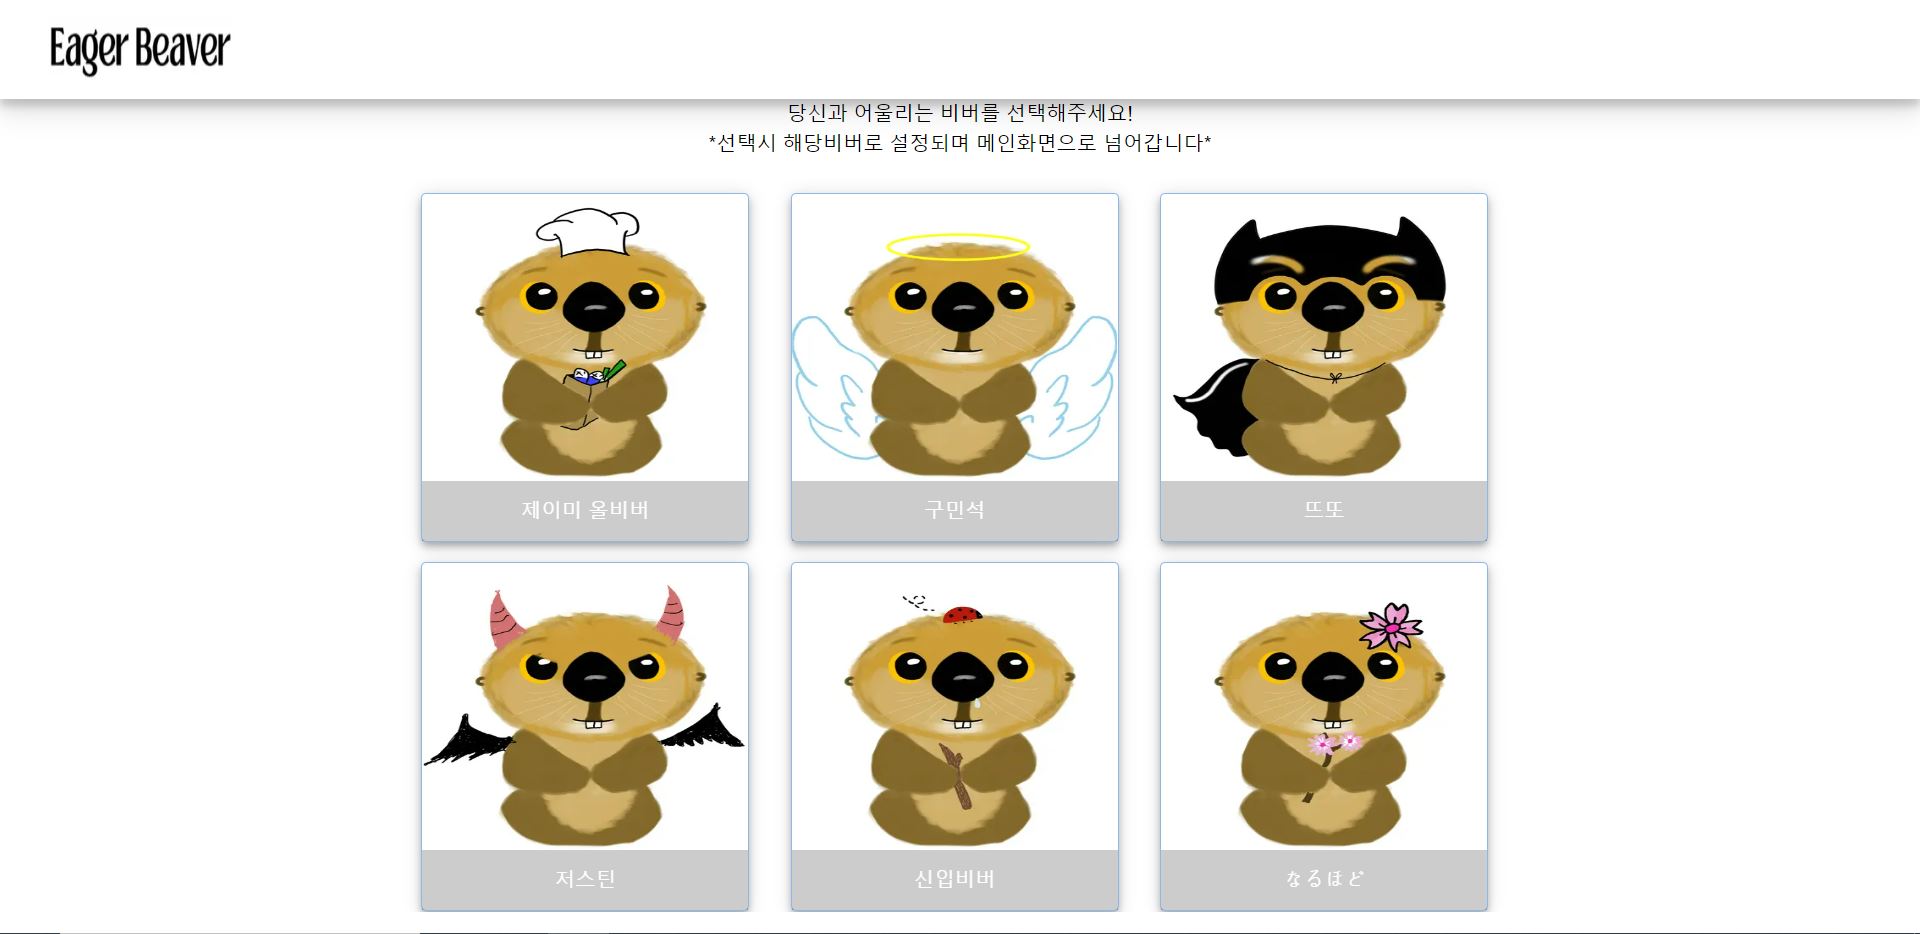 Eager Beaver
당신과 어울리는 비버를 선택해주세요!
*선택시 해당비버로 설정되며 메인화면으로 넘어갑니다*
제이미 올비버
구민석
뜨또
저스틴
신입비버
なるほど